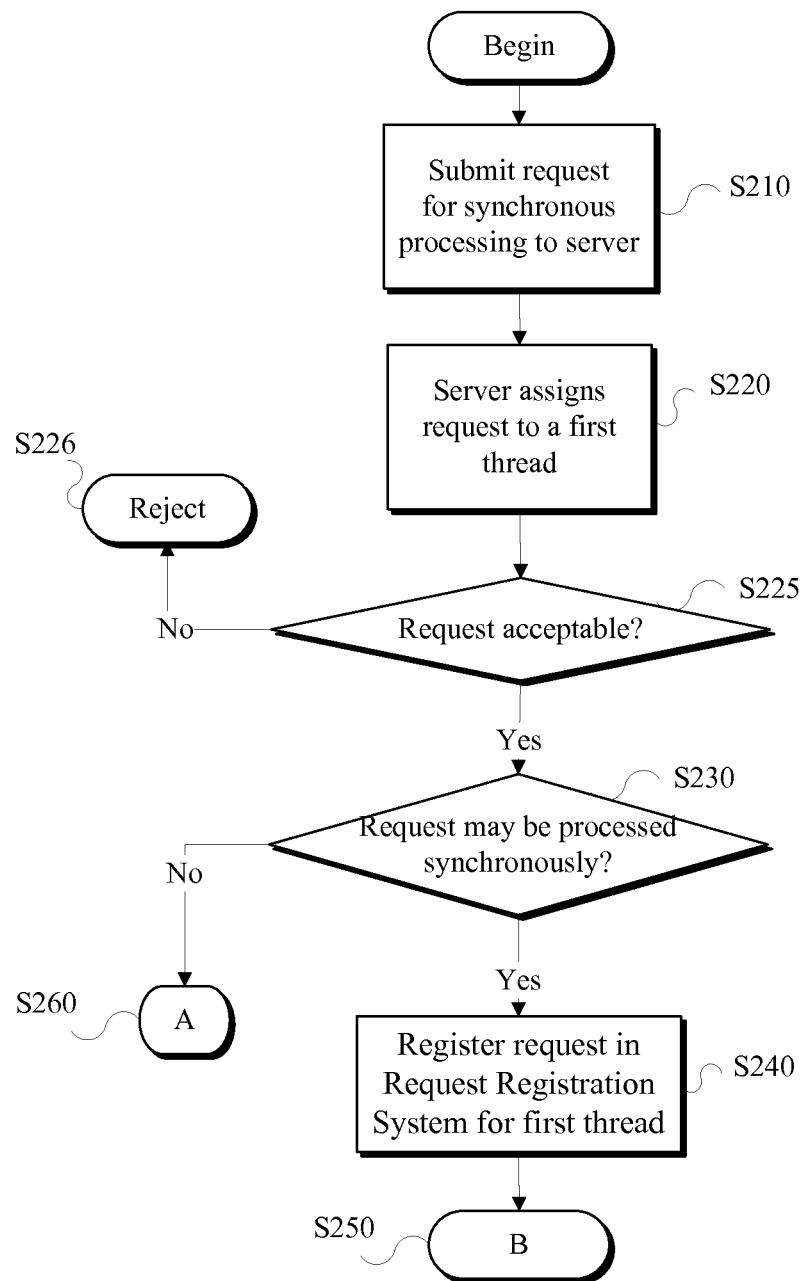 Begin
Submit request
for synchronous
processing to server
S210
Server assigns
request to a first
thread
S220
S226
Reject
Request acceptable?
S225
No
Yes
Request may be processed
synchronously?
S230
No
Yes
S260
A
Register request in
Request Registration
System for first thread
S240
S250
B